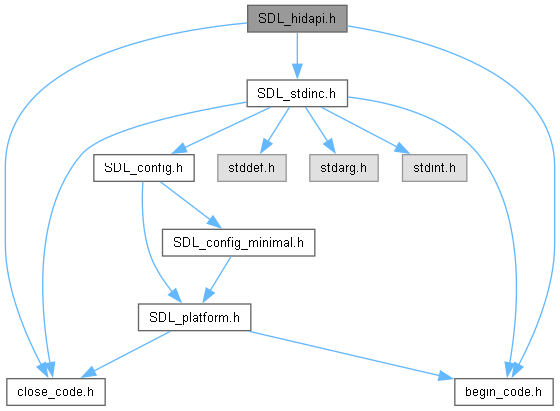 SDL_hidapi.h
SDL_stdinc.h
SDL_config.h
stddef.h
stdarg.h
stdint.h
SDL_config_minimal.h
SDL_platform.h
close_code.h
begin_code.h